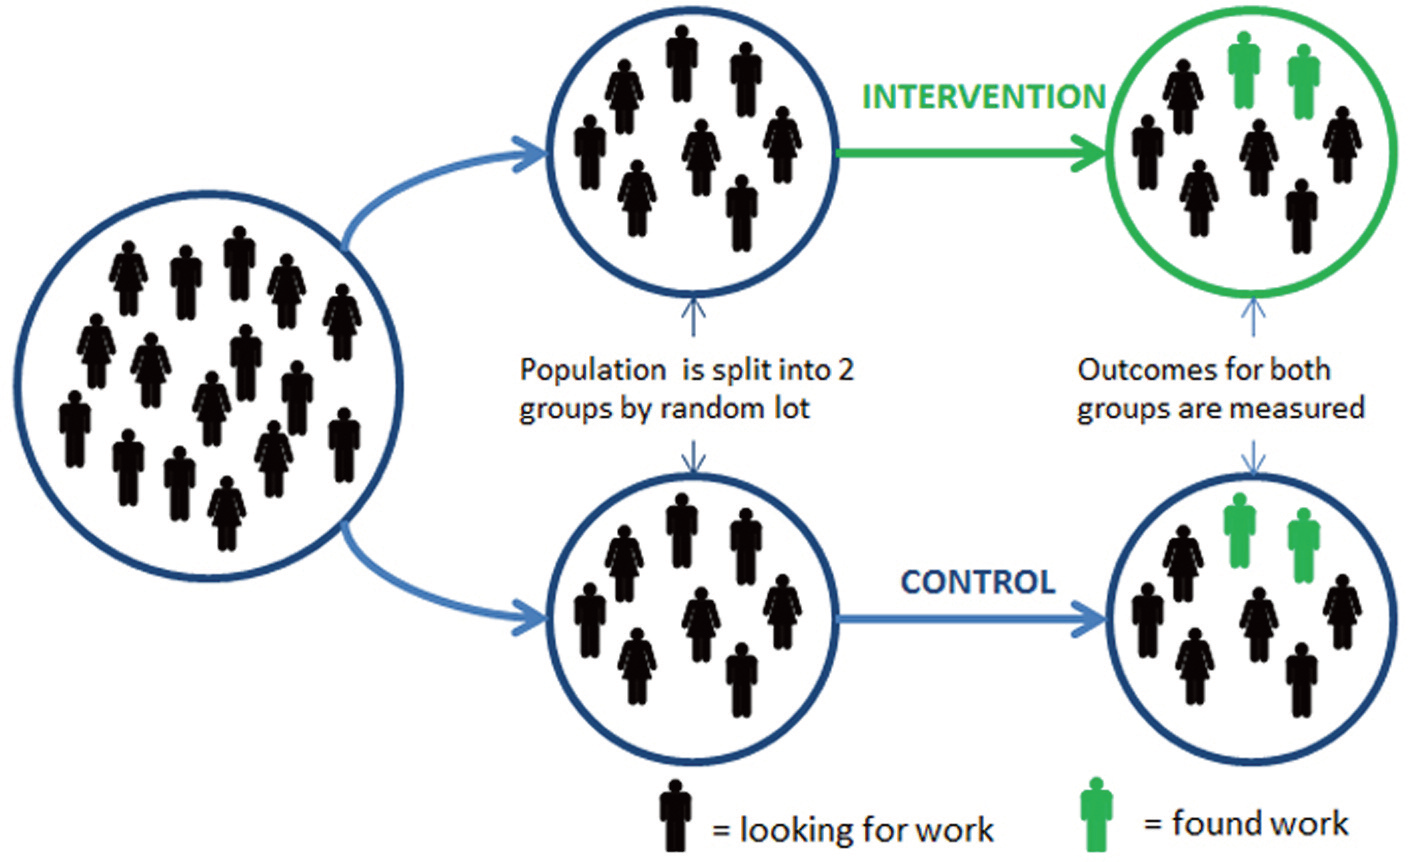 INTERVENTION
Population is split into 2
groups by random lot
Outcomes for both
groups are measured
CONTROL
= looking for work
= found work